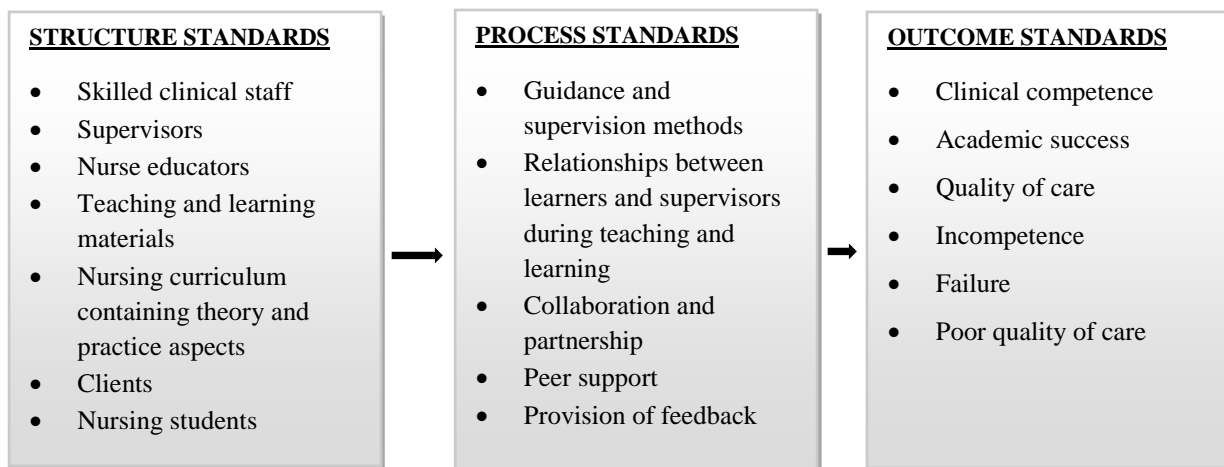 STRUCTURE STANDARDS
• Skilled clinical staff
• Supervisors
• Nurse educators
• Teaching and learning
materials
• Nursing curriculum
containing theory and
practice aspects
• Clients
• Nursing students
PROCESS STANDARDS
• Guidance and
supervision methods
• Relationships between
learners and supervisors
during teaching and
learning
• Collaboration and
partnership
• Peer support
• Provision of feedback
OUTCOME STANDARDS
• Clinical competence
• Academic success
• Quality of care
• Incompetence
• Failure
• Poor quality of care